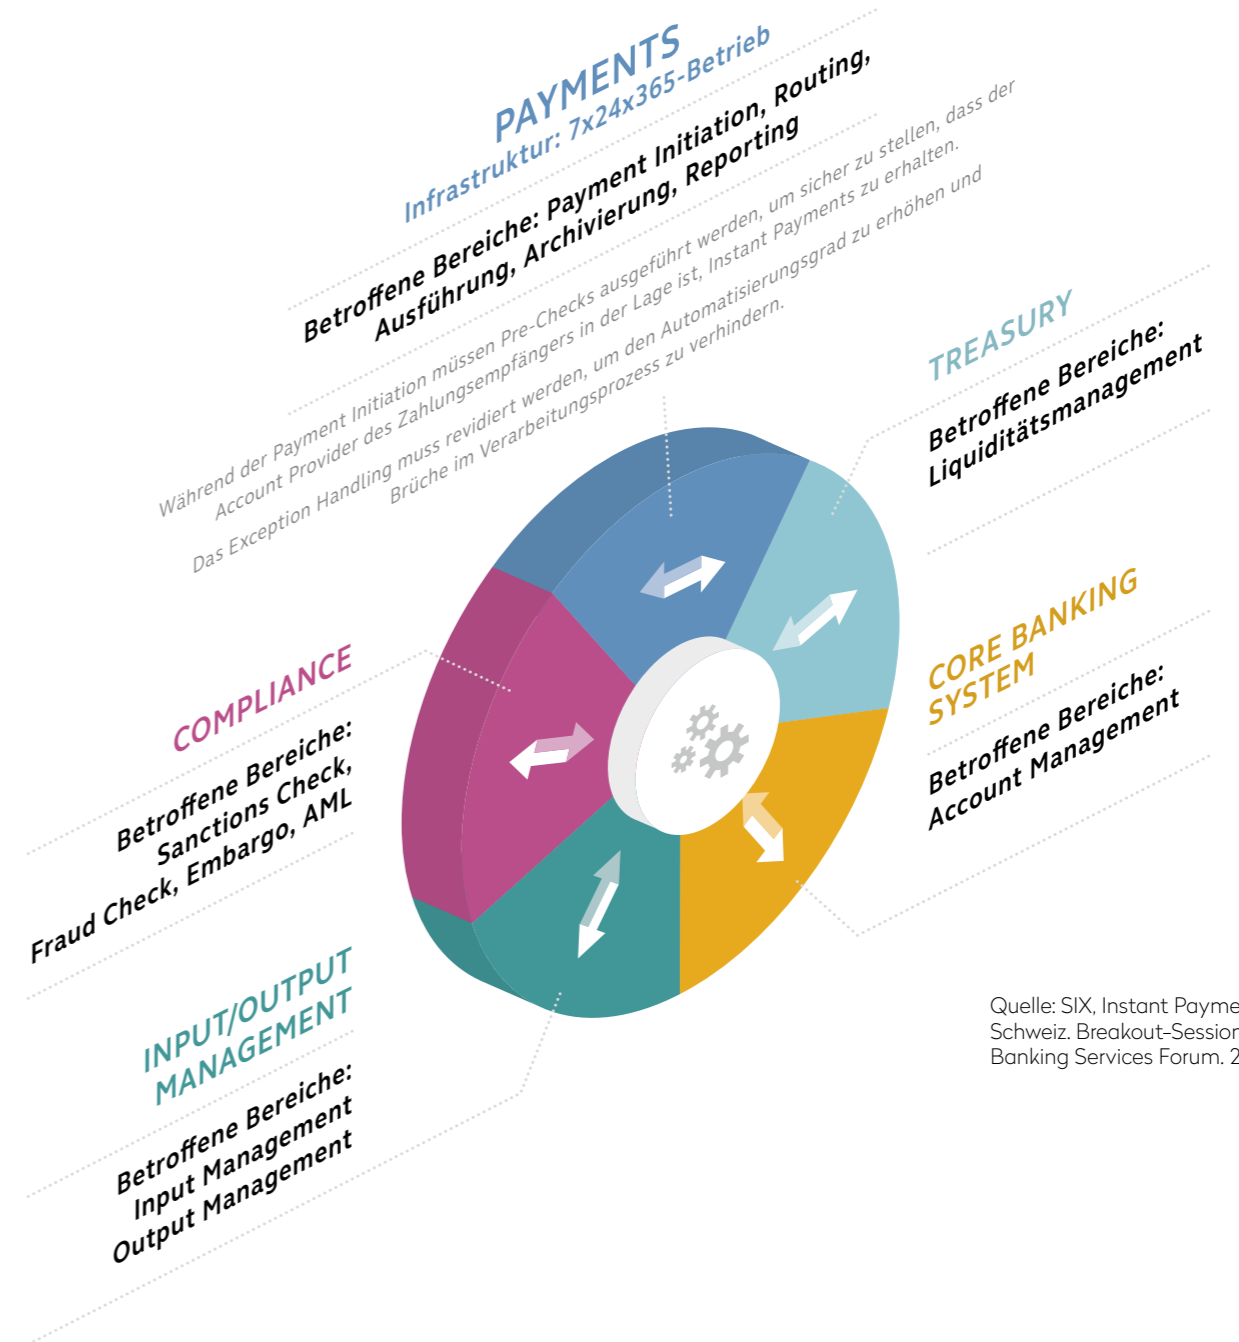 PAYMENTS
Infrastruktur: 7x24x365-Betrieb
Betroffene Bereiche: Payment Initiation, Routing,
Ausführung, Archivierung, Reporting
Während der Payment Initiation müssen Pre-Checks ausgeführt werden, um sicher zu stellen, dass der
Account Provider des Zahlungsempfängers in der Lage ist, Instant Payments zu erhalten.
Das Exception Handling muss revidiert werden, um den Automatisierungsgrad zu erhöhen und
Brüche im Verarbeitungsprozess zu verhindern.
TREASURY
Betroffene Bereiche:
Liquiditätsmanagement
CORE BANKING
SYSTEM
Betroffene Bereiche:
Account Management
COMPLIANCE
Betroffene Bereiche:
Sanctions Check,
Fraud Check, Embargo, AML
INPUT/OUTPUT
MANAGEMENT
Betroffene Bereiche:
Input Management
Output Management
Quelle: SIX, Instant
Schweiz. Breakout-Session
Banking Services Forum.